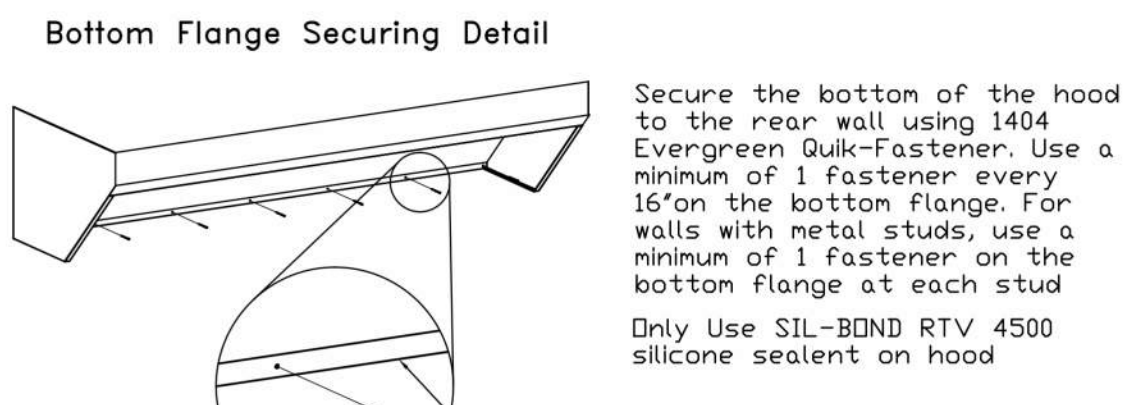 Bottom Flange Securing Detail
Secure the bottom of the hood
to the rear wall using 1404
Evergreen Quik-Fastener. Use a
minimum of 1 fastener every
16"on the bottom flange. For
walls with metal studs, use a
minimum of 1 fastener on the
bottom flange at each stud
Only Use SIL-BOND RTV 4500
silicone sealent on hood